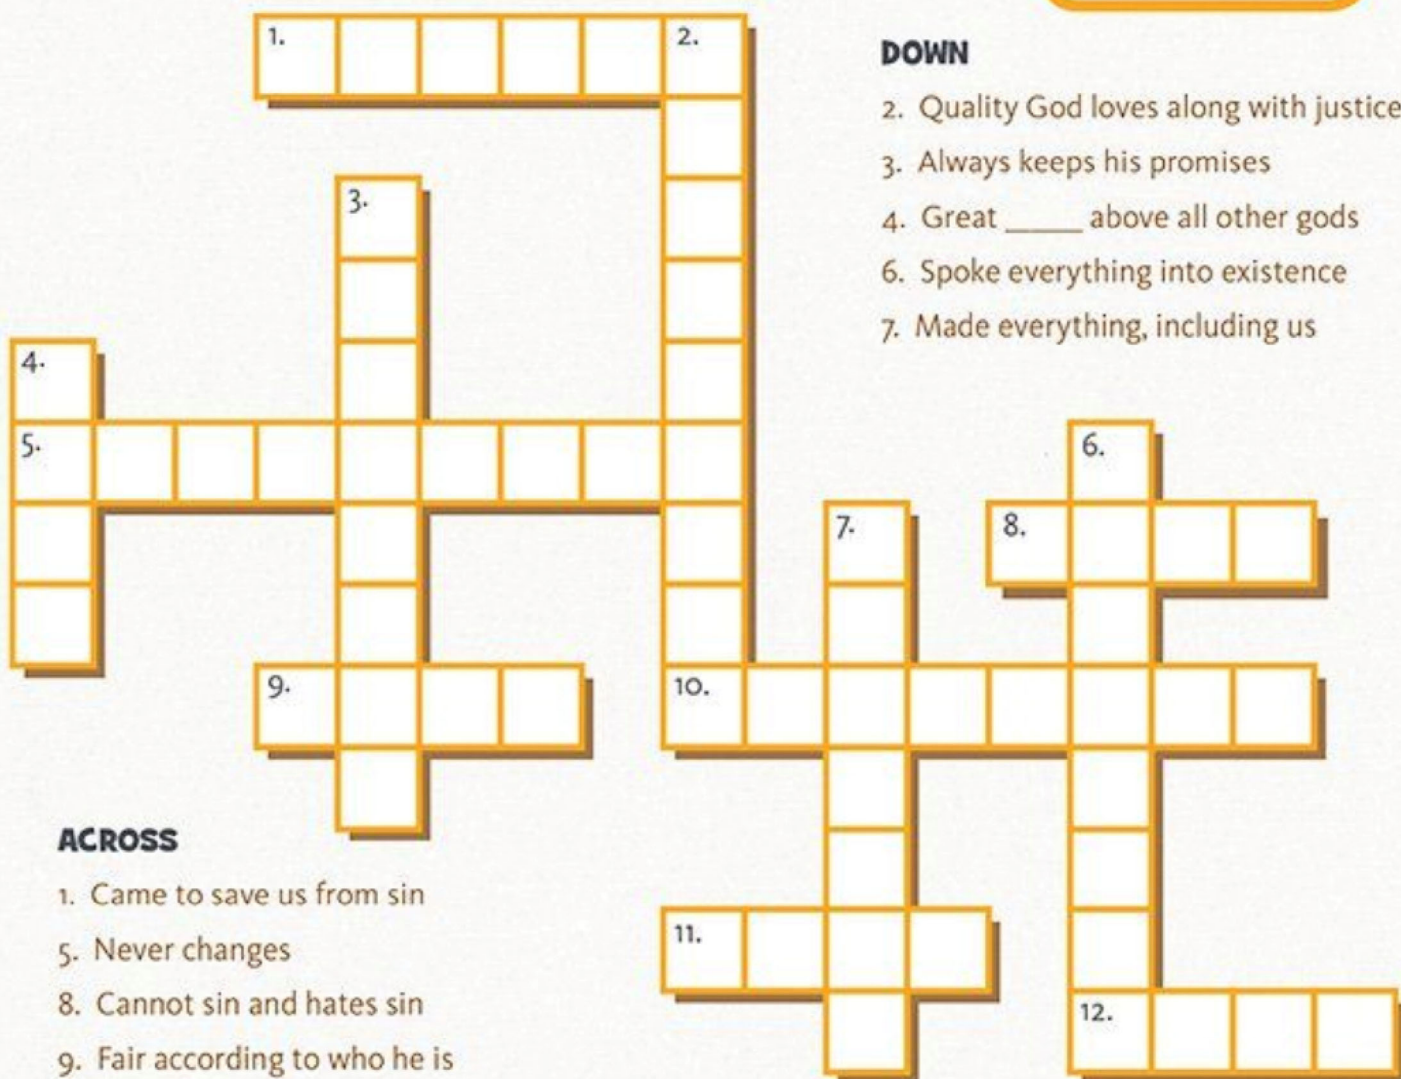 1.
2.
3.
4.
5.
6.
7.
8.
9.
10.
11.
12.
DOWN
2. Quality God loves along with justice
3. Always keeps his promises
4. Great _____ above all other gods
6. Spoke everything into existence
7. Made everything, including us
ACROSS
1. Came to save us from sin
5. Never changes
8. Cannot sin and hates sin
9. Fair according to who he is